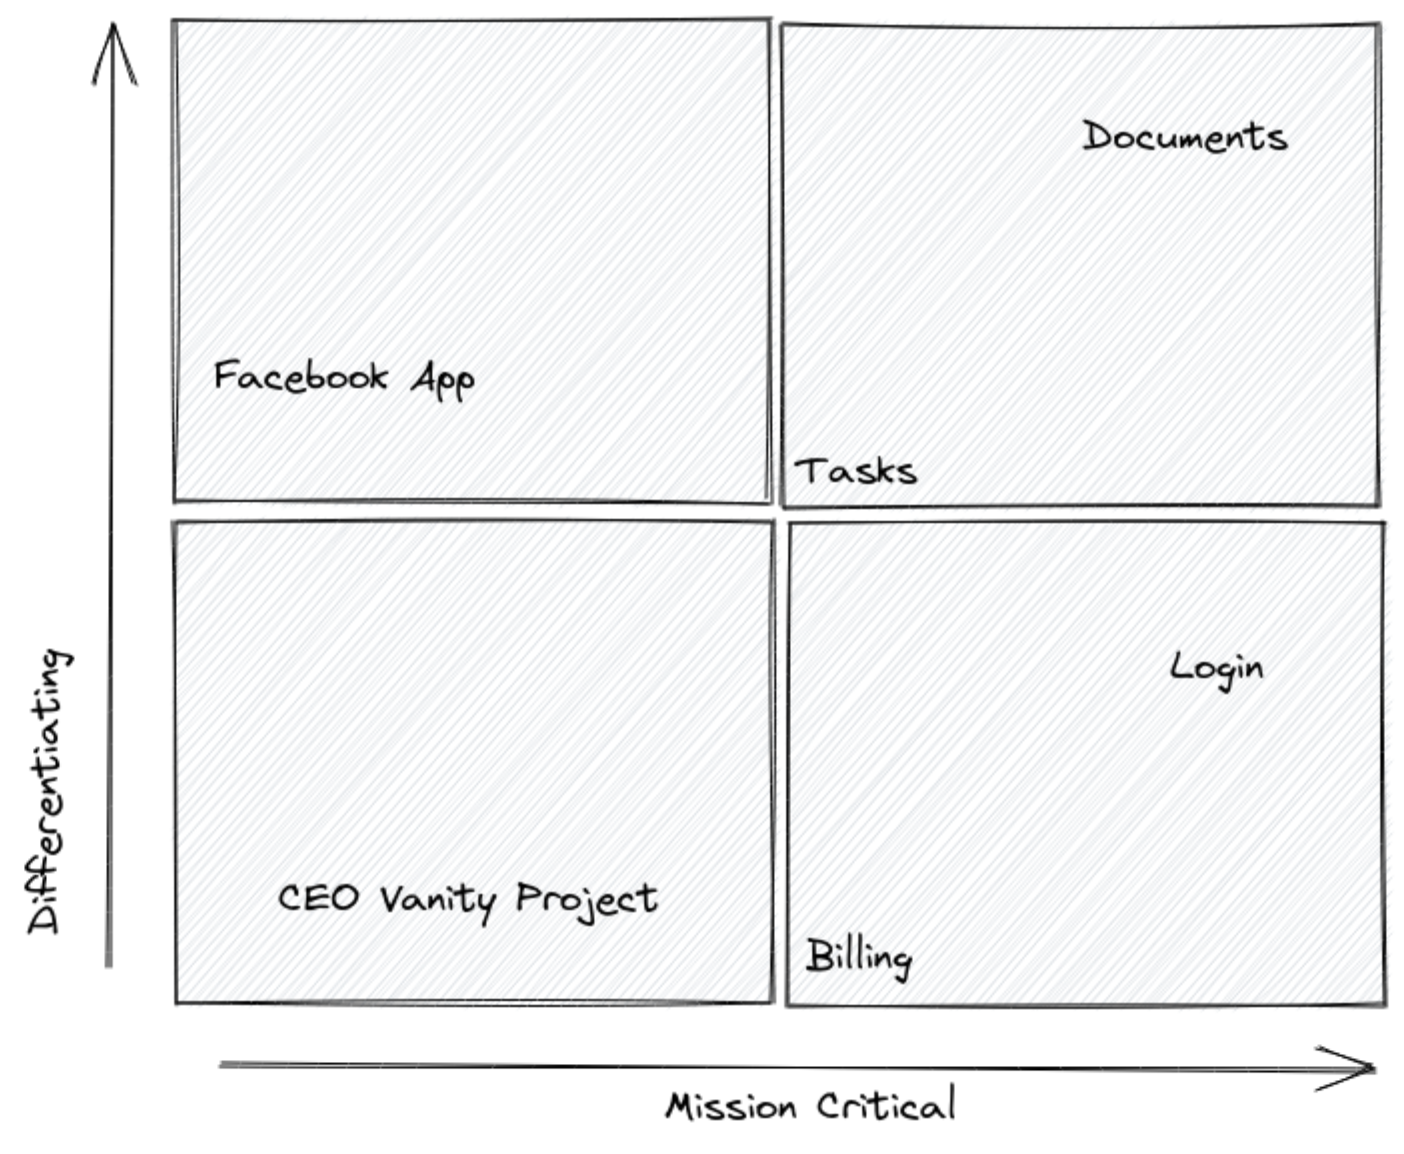 Documents
Facebook App
Tasks
Login
CEO Vanity Project
Billing
Differentiating
Mission Critical